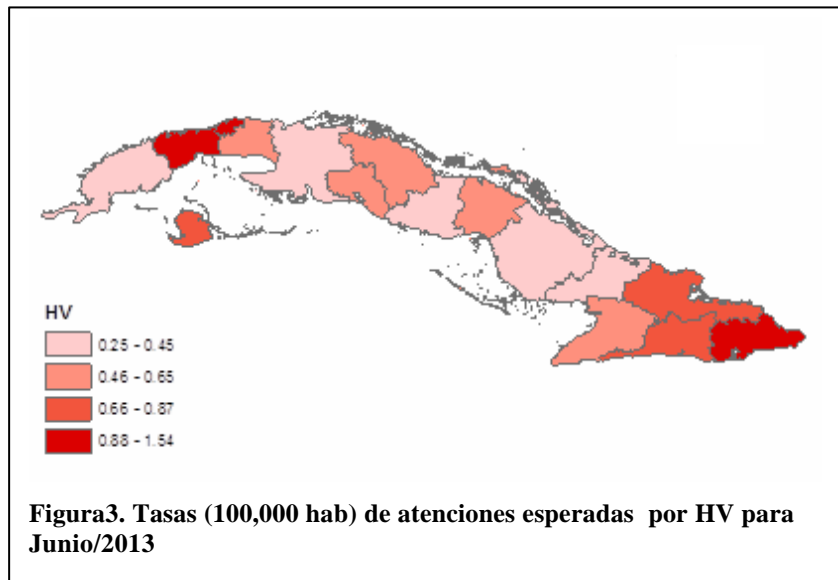 HV
0.25 - 0.45
0.46 - 0.65
0.66 - 0.87
0.88 - 1.54
Figura3. Tasas (100,000 hab) de atenciones esperadas por HV para
Junio/2013